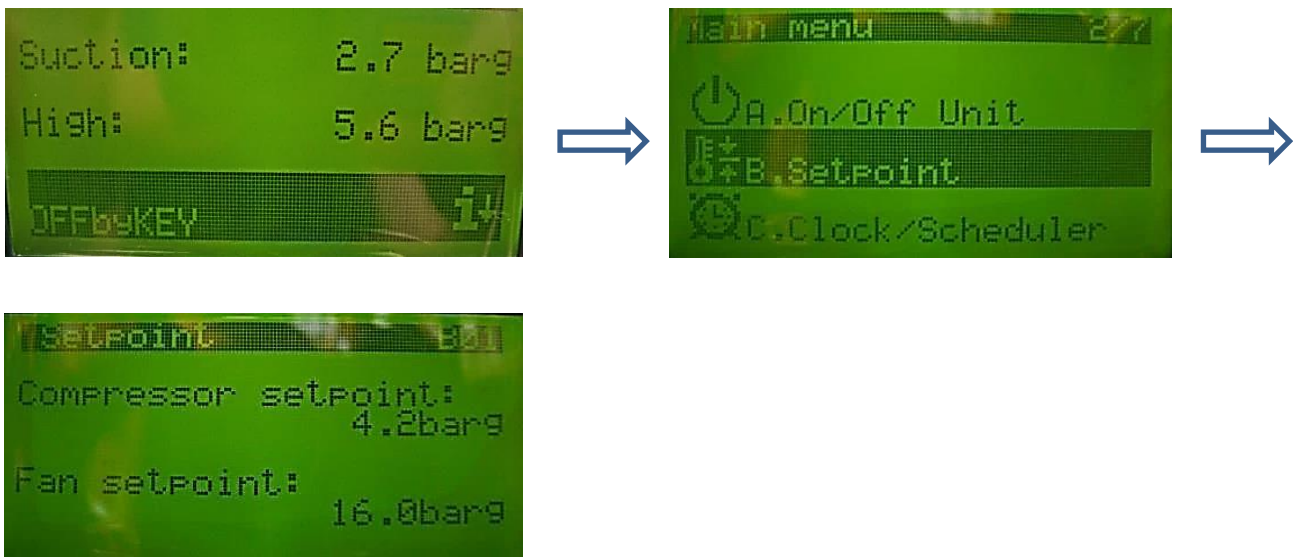 Suction: 2.7 barg
High: 5.6 barg
OFFbyKEY
Main menu 2/7
A.On/Off Unit
B.Setpoint
C.Clock/Scheduler
Setpoint B01
Compressor setpoint:
4.2barg
Fan setpoint:
16.0barg